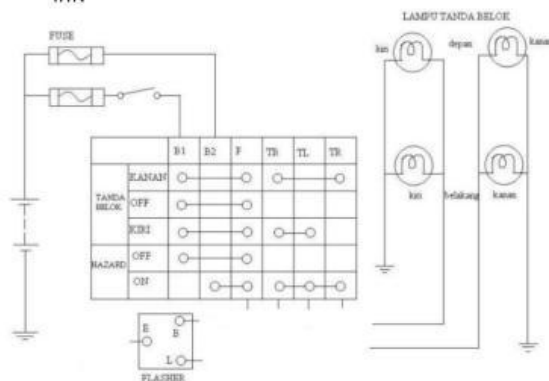 LAMPU TANDA BELOK
kiri depan kanan
FUSE
B1 B2 F TR TL TR
TANDA BELOK
KANAN
OFF
KIRI
HAZARD
OFF
ON
kiri belakang kanan
E B
L
FLASHER